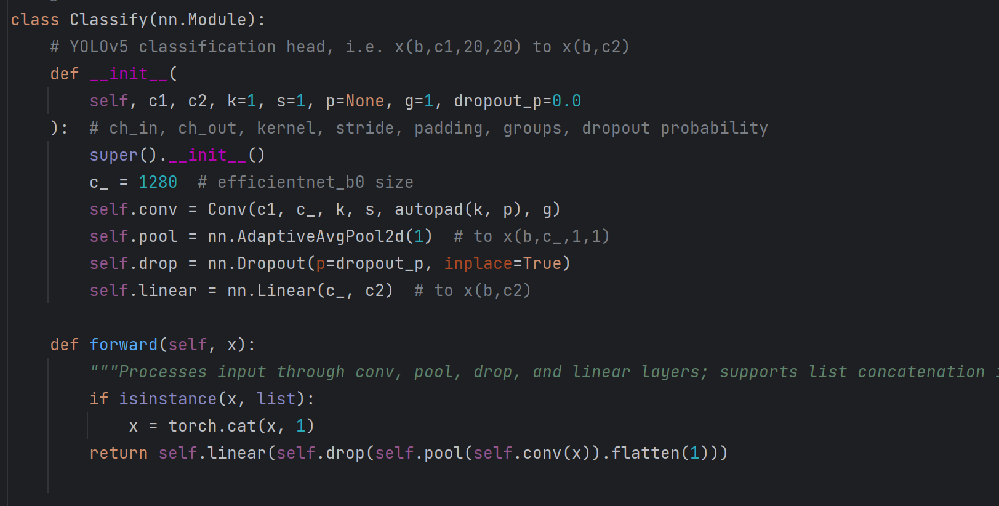 class Classify(nn.Module):
    # YOLOv5 classification head, i.e. x(b,c1,20,20) to x(b,c2)
    def __init__(
        self, c1, c2, k=1, s=1, p=None, g=1, dropout_p=0.0
    ):  # ch_in, ch_out, kernel, stride, padding, groups, dropout probability
        super().__init__()
        c_ = 1280  # efficientnet_b0 size
        self.conv = Conv(c1, c_, k, s, autopad(k, p), g)
        self.pool = nn.AdaptiveAvgPool2d(1)  # to x(b,c_,1,1)
        self.drop = nn.Dropout(p=dropout_p, inplace=True)
        self.linear = nn.Linear(c_, c2)  # to x(b,c2)

    def forward(self, x):
        """Processes input through conv, pool, drop, and linear layers; supports list concatenation
        if isinstance(x, list):
            x = torch.cat(x, 1)
        return self.linear(self.drop(self.pool(self.conv(x)).flatten(1)))